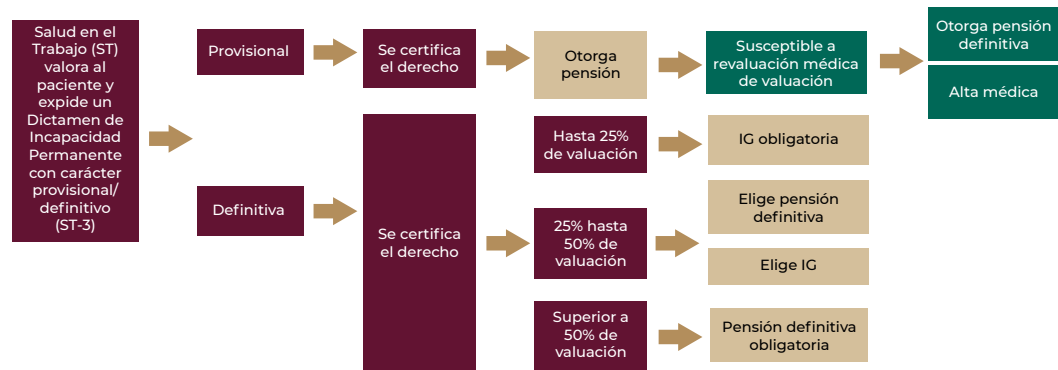 Salud en el
Trabajo (ST)
valora al
paciente y
expide un
Dictamen de
Incapacidad
Permanente
con carácter
provisional/
definitivo
(ST-3)
Provisional
Se certifica
el derecho
Otorga
pensión
Susceptible a
revaluación médica
de valuación
Otorga pensión
definitiva
Alta médica
Definitiva
Se certifica
el derecho
Hasta 25%
de valuación
IG obligatoria
25% hasta
50% de
valuación
Elige pensión
definitiva
Elige IG
Superior a
50% de
valuación
Pensión definitiva
obligatoria